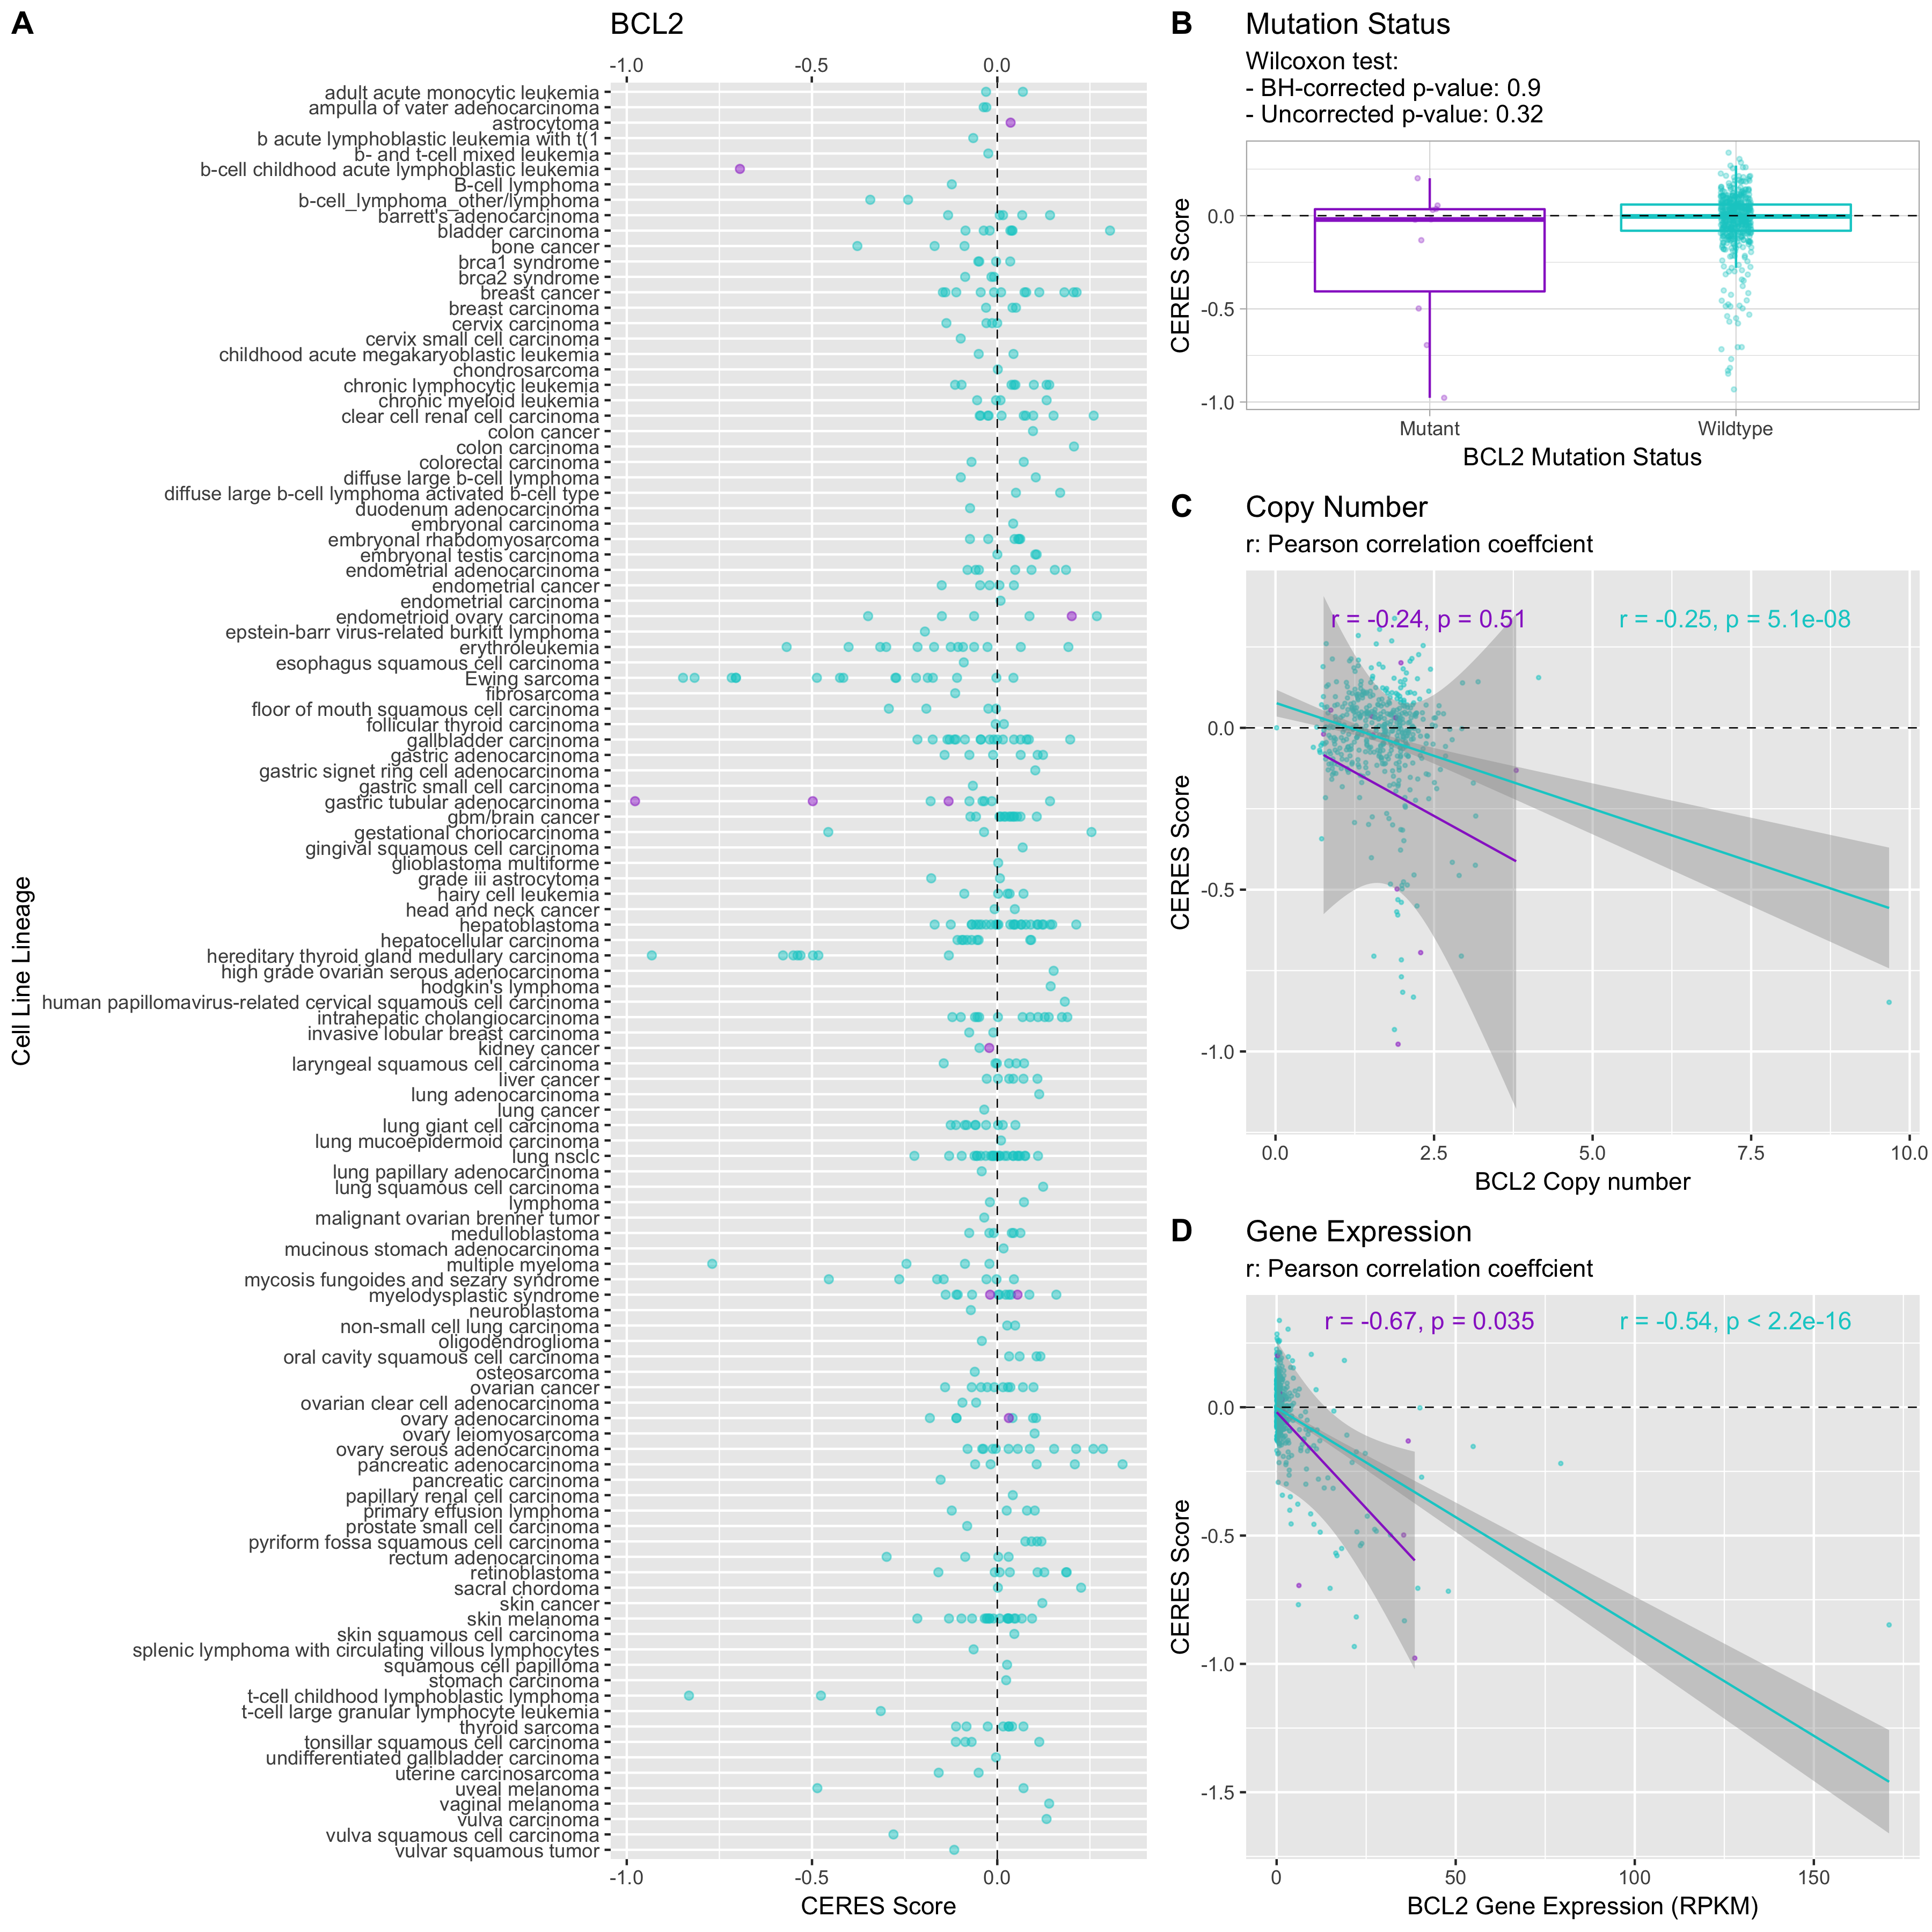 A
BCL2
-1.0 -0.5 0.0
adult acute monocytic leukemia
ampulla of vater adenocarcinoma
astrocytoma
b acute lymphoblastic leukemia with t(1
b- and t-cell mixed leukemia
b-cell childhood acute lymphoblastic leukemia
B-cell lymphoma
b-cell_lymphoma_other/lymphoma
barrett's adenocarcinoma
bladder carcinoma
bone cancer
brca1 syndrome
brca2 syndrome
breast cancer
breast carcinoma
cervix carcinoma
cervix small cell carcinoma
childhood acute megakaryoblastic leukemia
chondrosarcoma
chronic lymphocytic leukemia
chronic myeloid leukemia
clear cell renal cell carcinoma
colon cancer
colon carcinoma
colorectal carcinoma
diffuse large b-cell lymphoma
diffuse large b-cell lymphoma activated b-cell type
duodenum adenocarcinoma
embryonal carcinoma
embryonal rhabdomyosarcoma
embryonal testis carcinoma
endometrial adenocarcinoma
endometrial cancer
endometrial carcinoma
endometrioid ovary carcinoma
epstein-barr virus-related burkitt lymphoma
erythroleukemia
esophagus squamous cell carcinoma
Ewing sarcoma
fibrosarcoma
floor of mouth squamous cell carcinoma
follicular thyroid carcinoma
gallbladder carcinoma
gastric adenocarcinoma
gastric signet ring cell adenocarcinoma
gastric small cell carcinoma
gastric tubular adenocarcinoma
gbm/brain cancer
gestational choriocarcinoma
gingival squamous cell carcinoma
glioblastoma multiforme
grade iii astrocytoma
hairy cell leukemia
head and neck cancer
hepatoblastoma
hepatocellular carcinoma
hereditary thyroid gland medullary carcinoma
high grade ovarian serous adenocarcinoma
hodgkin's lymphoma
human papillomavirus-related cervical squamous cell carcinoma
intrahepatic cholangiocarcinoma
invasive lobular breast carcinoma
kidney cancer
laryngeal squamous cell carcinoma
liver cancer
lung adenocarcinoma
lung cancer
lung giant cell carcinoma
lung mucoepidermoid carcinoma
lung nsclc
lung papillary adenocarcinoma
lung squamous cell carcinoma
lymphoma
malignant ovarian brenner tumor
medulloblastoma
mucinous stomach adenocarcinoma
multiple myeloma
mycosis fungoides and sezary syndrome
myelodysplastic syndrome
neuroblastoma
non-small cell lung carcinoma
oligodendroglioma
oral cavity squamous cell carcinoma
osteosarcoma
ovarian cancer
ovarian clear cell adenocarcinoma
ovary adenocarcinoma
ovary leiomyosarcoma
ovary serous adenocarcinoma
pancreatic adenocarcinoma
pancreatic carcinoma
papillary renal cell carcinoma
primary effusion lymphoma
prostate small cell carcinoma
pyriform fossa squamous cell carcinoma
rectum adenocarcinoma
retinoblastoma
sacral chordoma
skin cancer
skin melanoma
skin squamous cell carcinoma
splenic lymphoma with circulating villous lymphocytes
squamous cell papilloma
stomach carcinoma
t-cell childhood lymphoblastic lymphoma
t-cell large granular lymphocyte leukemia
thyroid sarcoma
tonsillar squamous cell carcinoma
undifferentiated gallbladder carcinoma
uterine carcinosarcoma
uveal melanoma
vaginal melanoma
vulva carcinoma
vulva squamous cell carcinoma
vulvar squamous tumor
-1.0 -0.5 0.0
CERES Score
Cell Line Lineage
B
Mutation Status
Wilcoxon test:
- BH-corrected p-value: 0.9
- Uncorrected p-value: 0.32
0.0
-0.5
-1.0
CERES Score
Mutant Wildtype
BCL2 Mutation Status
C
Copy Number
r: Pearson correlation coeffcient
r = -0.24, p = 0.51 r = -0.25, p = 5.1e-08
0.0
-0.5
-1.0
CERES Score
0.0 2.5 5.0 7.5 10.0
BCL2 Copy number
D
Gene Expression
r: Pearson correlation coeffcient
r = -0.67, p = 0.035 r = -0.54, p < 2.2e-16
0.0
-0.5
-1.0
-1.5
CERES Score
0 50 100 150
BCL2 Gene Expression (RPKM)